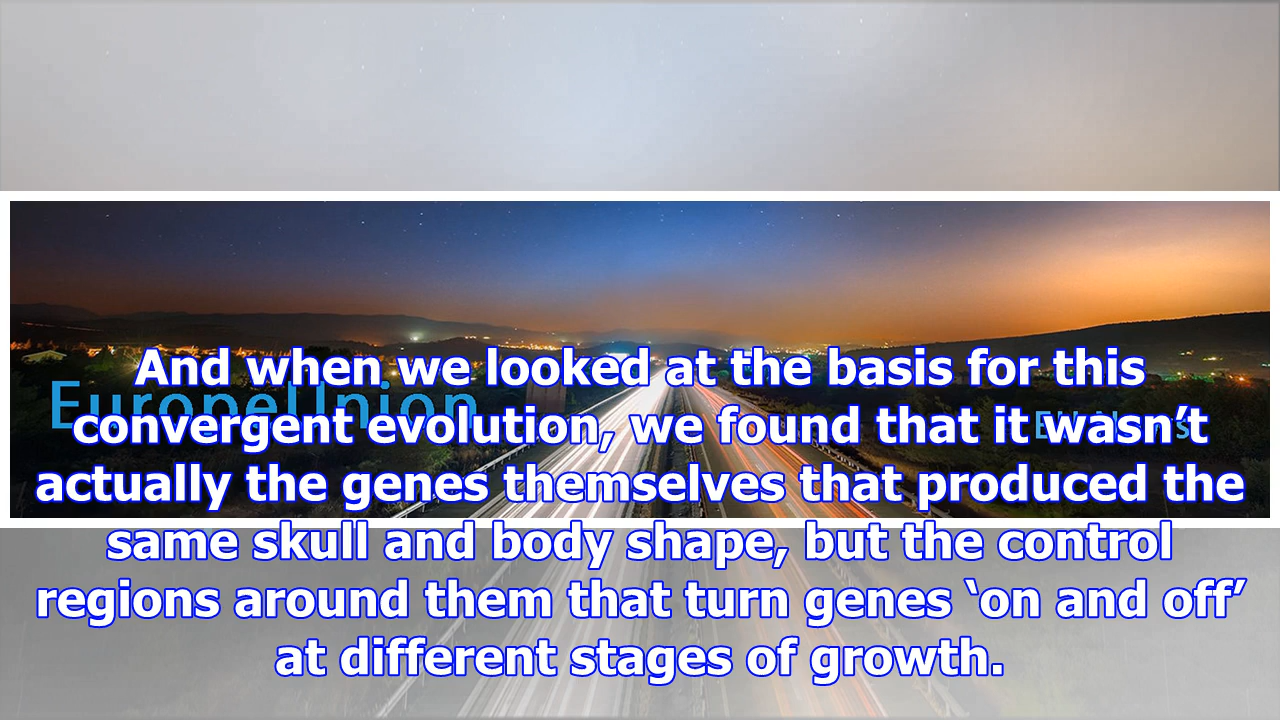 And when we looked at the basis for this
EuropeUnion
convergent evolution, we found that it wasn’t
actually the genes themselves that produced the
same skull and body shape, but the control
regions around them that turn genes ‘on and off’
at different stages of growth.